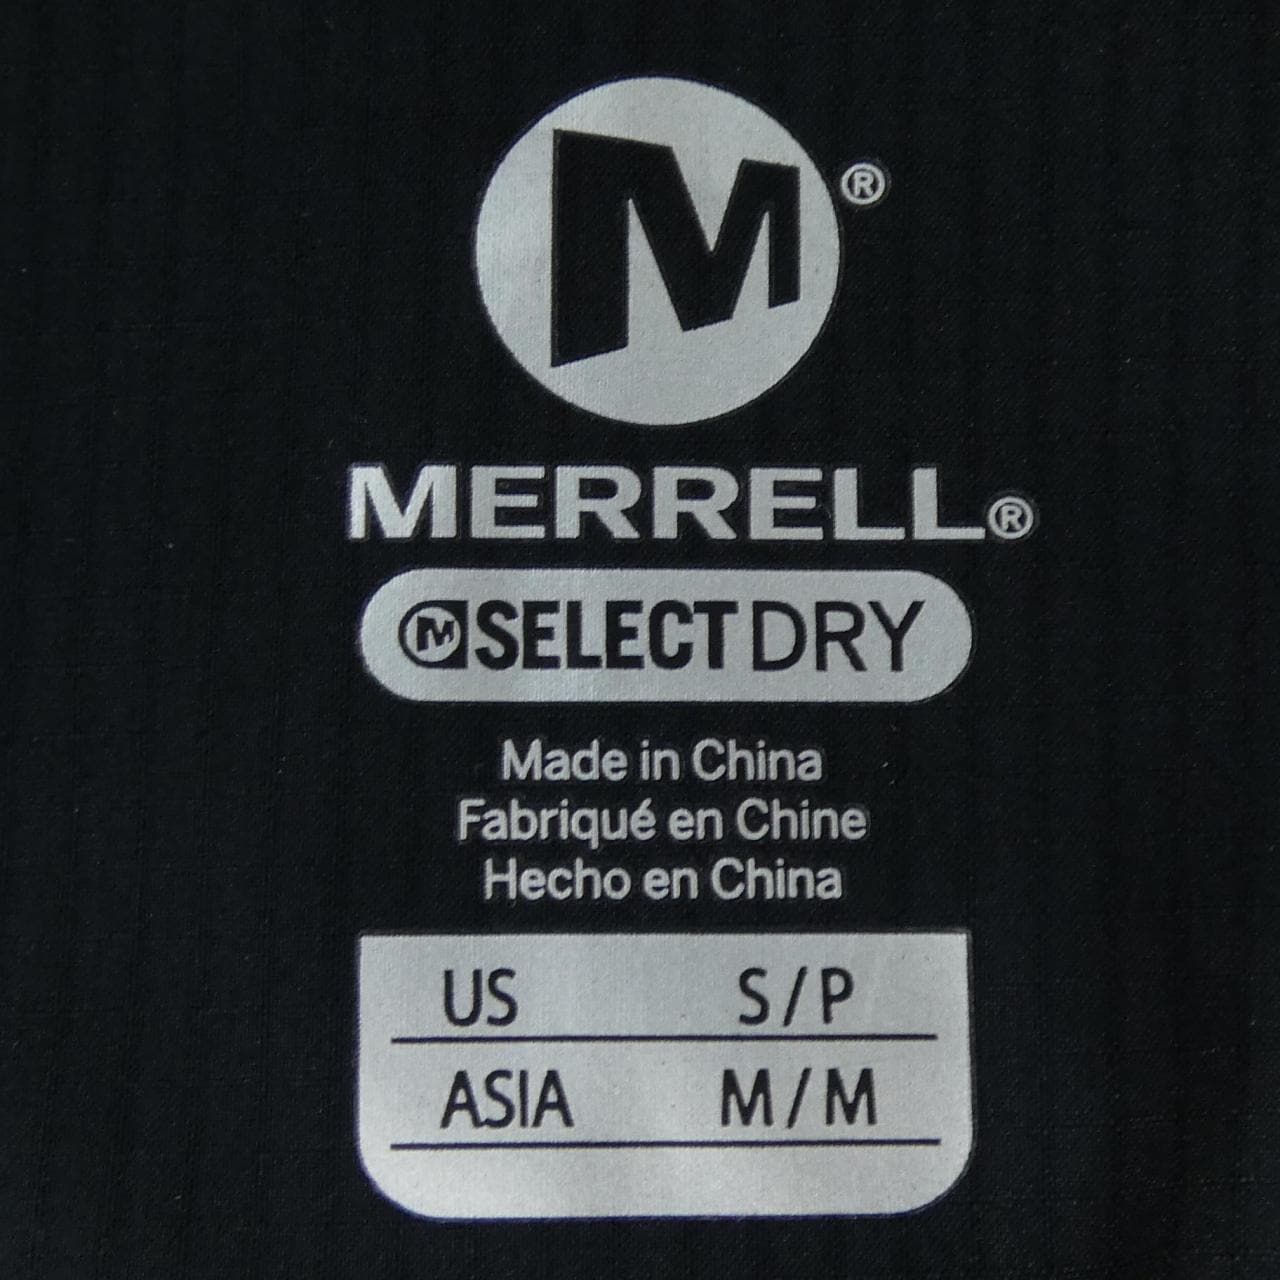 M®
MERRELL®
M SELECT DRY
Made in China
Fabriqué en Chine
Hecho en China
US S / P
ASIA M / M